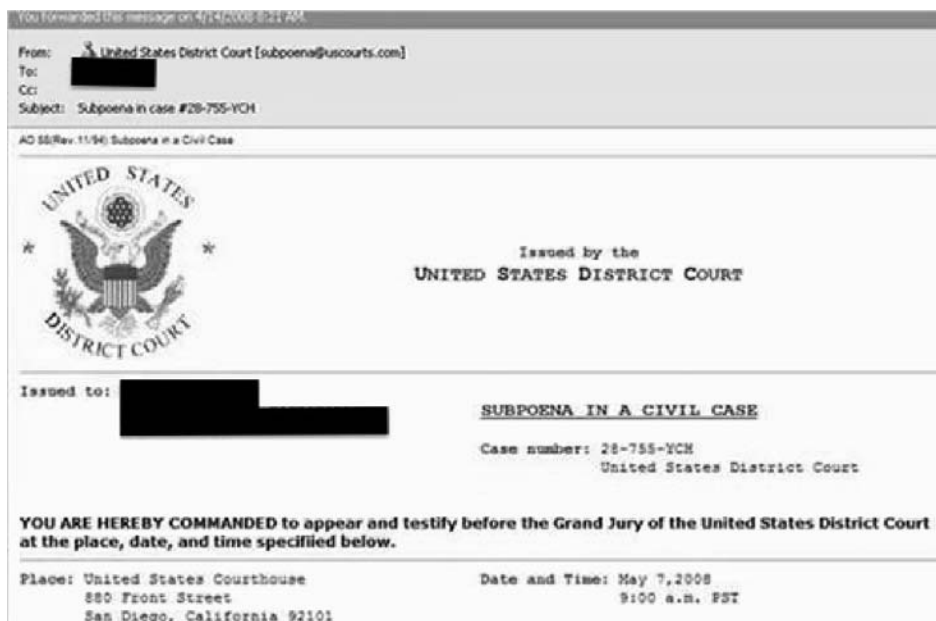 You forwarded this message on 4/14/2008 8:21 AM.
From: United States District Court [subpoena@uscourts.com]
To:
Cc:
Subject: Subpoena in case #28-755-YCH
AO 88(Rev.11/94) Subpoena in a Civil Case
UNITED STATES
DISTRICT COURT
Issued by the
UNITED STATES DISTRICT COURT
Issued to:
SUBPOENA IN A CIVIL CASE
Case number: 28-755-YCH
United States District Court
YOU ARE HEREBY COMMANDED to appear and testify before the Grand Jury of the United States District Court
at the place, date, and time specifiied below.
Place: United States Courthouse
880 Front Street
San Diego, California 92101
Date and Time: May 7,2008
9:00 a.m. PST